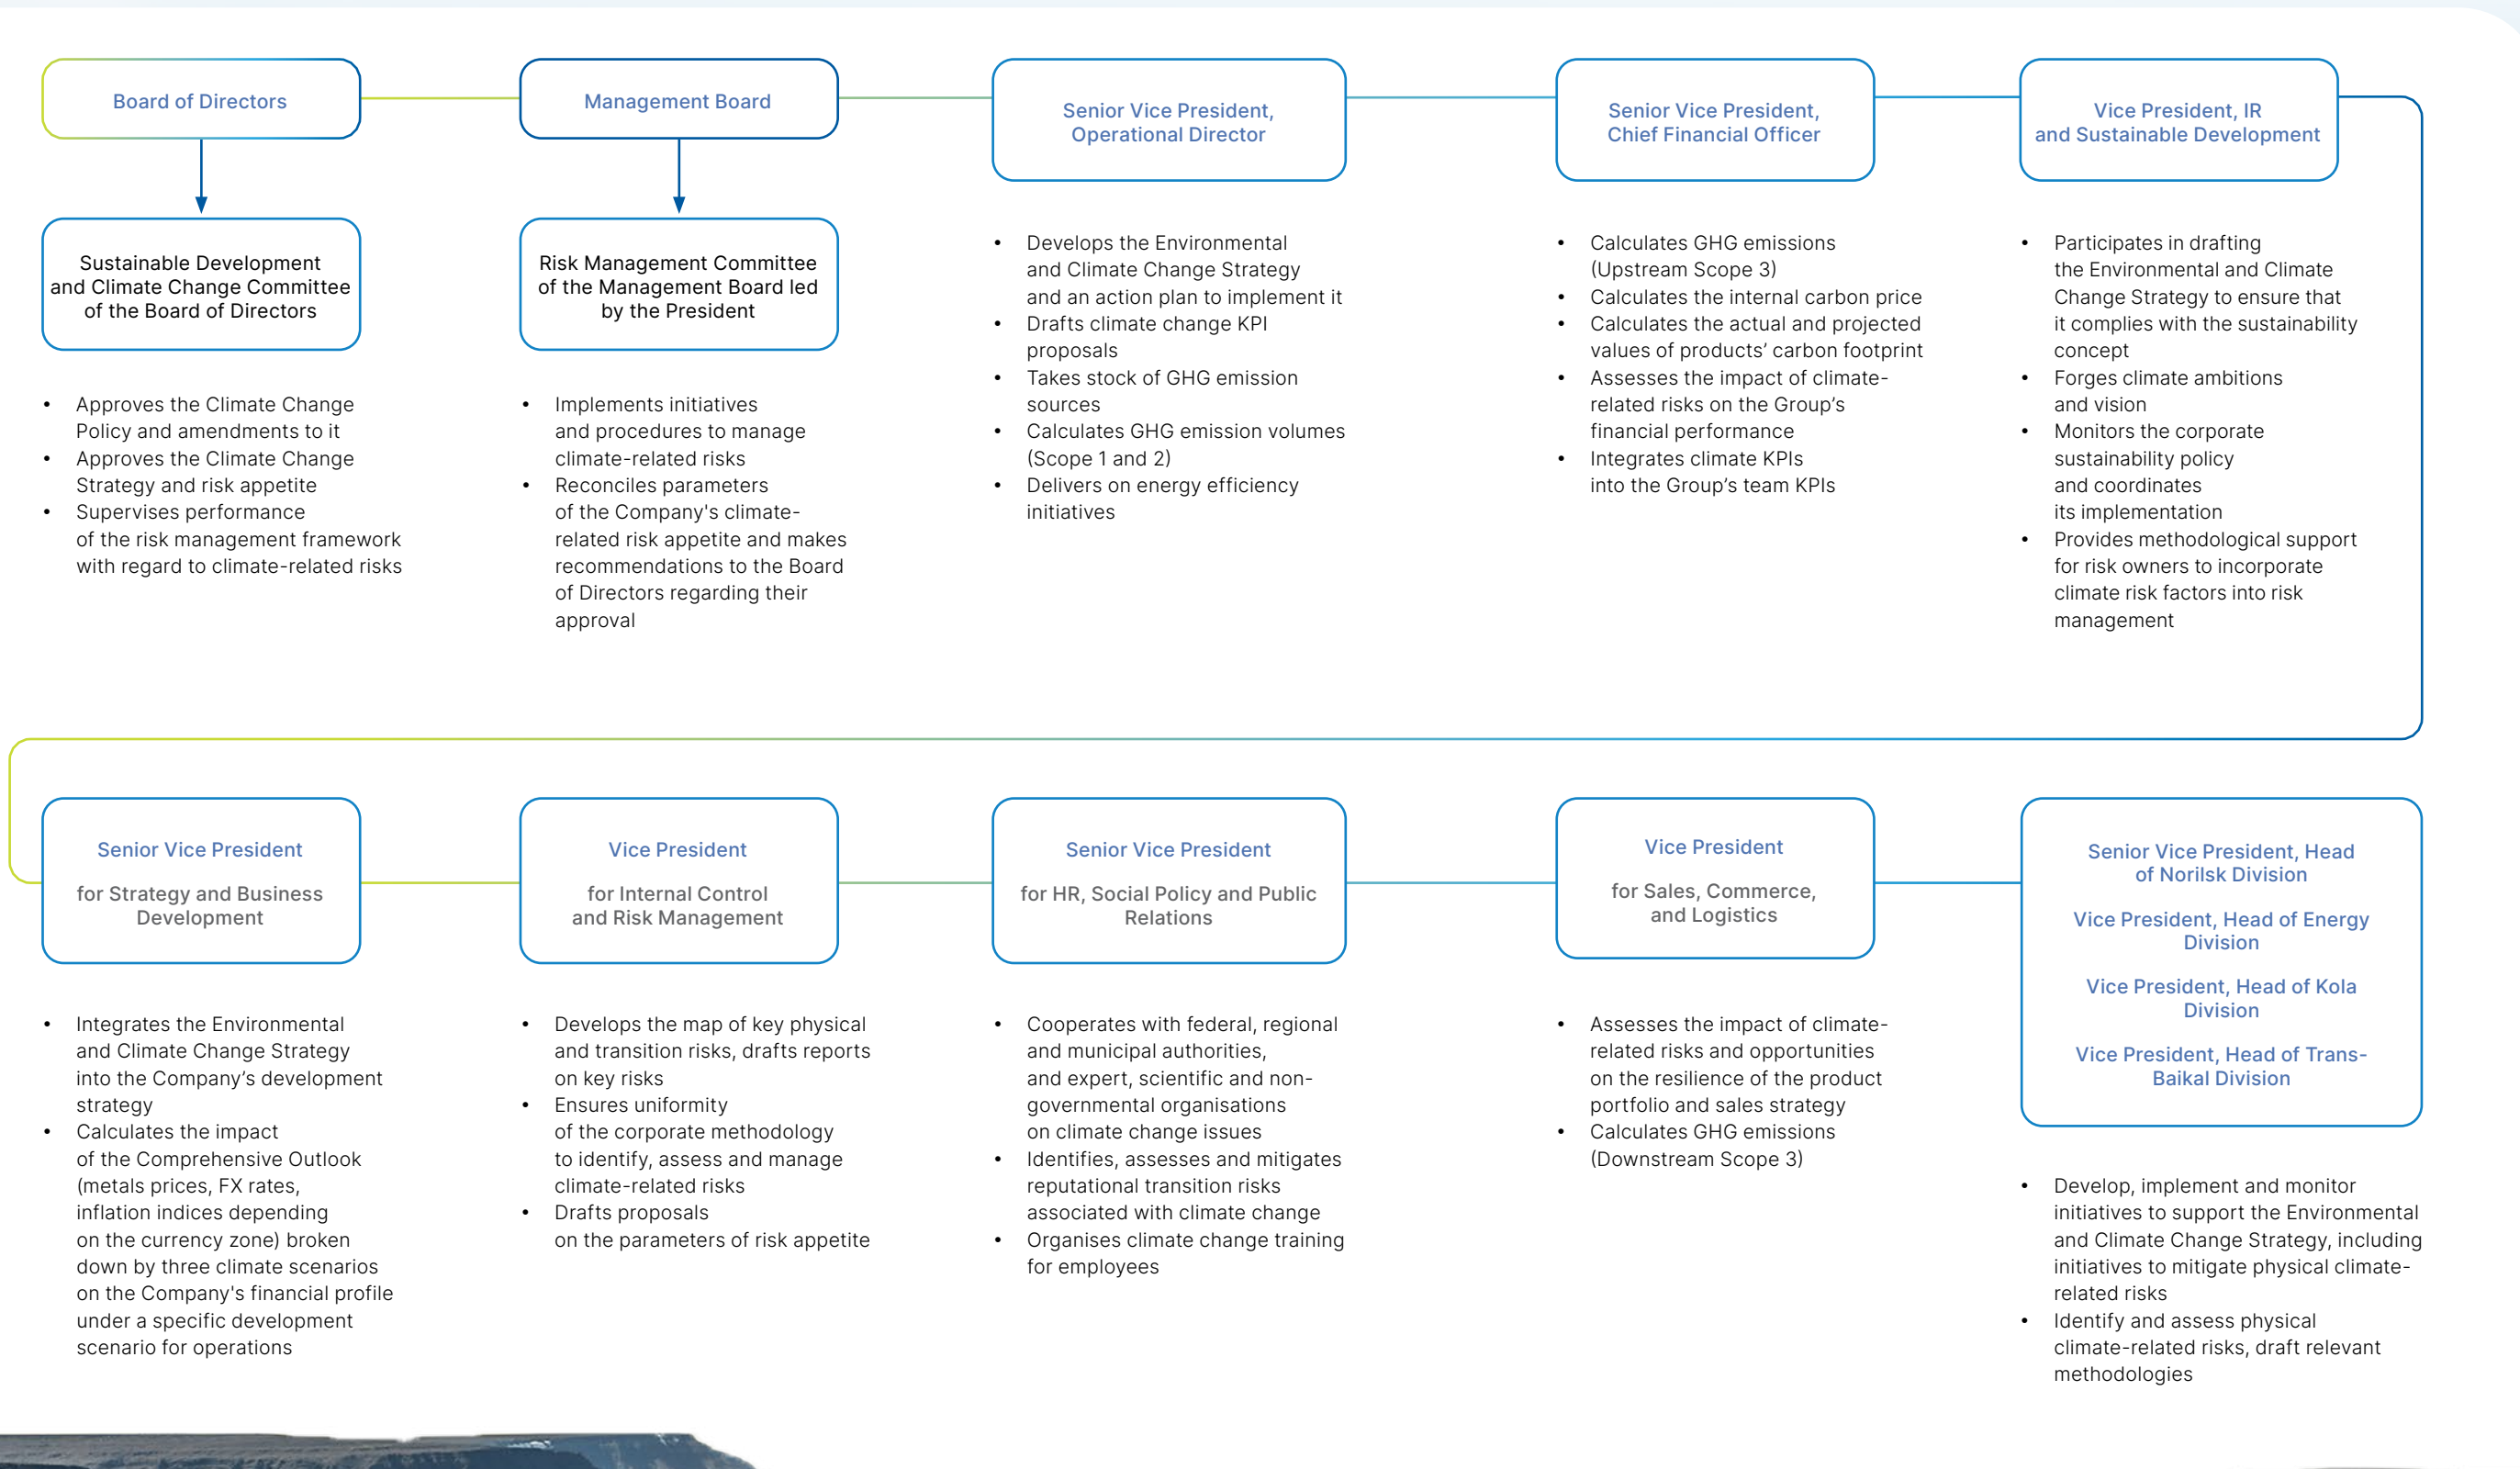 Board of Directors
Sustainable Development
and Climate Change Committee
of the Board of Directors
• Approves the Climate Change
Policy and amendments to it
• Approves the Climate Change
Strategy and risk appetite
• Supervises performance
of the risk management framework
with regard to climate-related risks
Management Board
Risk Management Committee
of the Management Board led
by the President
• Implements initiatives
and procedures to manage
climate-related risks
• Reconciles parameters
of the Company's climate-
related risk appetite and makes
recommendations to the Board
of Directors regarding their
approval
Senior Vice President,
Operational Director
• Develops the Environmental
and Climate Change Strategy
and an action plan to implement it
• Drafts climate change KPI
proposals
• Takes stock of GHG emission
sources
• Calculates GHG emission volumes
(Scope 1 and 2)
• Delivers on energy efficiency
initiatives
Senior Vice President,
Chief Financial Officer
• Calculates GHG emissions
(Upstream Scope 3)
• Calculates the internal carbon price
• Calculates the actual and projected
values of products’ carbon footprint
• Assesses the impact of climate-
related risks on the Group’s
financial performance
• Integrates climate KPIs
into the Group’s team KPIs
Vice President, IR
and Sustainable Development
• Participates in drafting
the Environmental and Climate
Change Strategy to ensure that
it complies with the sustainability
concept
• Forges climate ambitions
and vision
• Monitors the corporate
sustainability policy
and coordinates
its implementation
• Provides methodological support
for risk owners to incorporate
climate risk factors into risk
management
Senior Vice President
for Strategy and Business
Development
• Integrates the Environmental
and Climate Change Strategy
into the Company’s development
strategy
• Calculates the impact
of the Comprehensive Outlook
(metals prices, FX rates,
inflation indices depending
on the currency zone) broken
down by three climate scenarios
on the Company's financial profile
under a specific development
scenario for operations
Vice President
for Internal Control
and Risk Management
• Develops the map of key physical
and transition risks, drafts reports
on key risks
• Ensures uniformity
of the corporate methodology
to identify, assess and manage
climate-related risks
• Drafts proposals
on the parameters of risk appetite
Senior Vice President
for HR, Social Policy and Public
Relations
• Cooperates with federal, regional
and municipal authorities,
and expert, scientific and non-
governmental organisations
on climate change issues
• Identifies, assesses and mitigates
reputational transition risks
associated with climate change
• Organises climate change training
for employees
Vice President
for Sales, Commerce,
and Logistics
• Assesses the impact of climate-
related risks and opportunities
on the resilience of the product
portfolio and sales strategy
• Calculates GHG emissions
(Downstream Scope 3)
Senior Vice President, Head
of Norilsk Division
Vice President, Head of Energy
Division
Vice President, Head of Kola
Division
Vice President, Head of Trans-
Baikal Division
• Develop, implement and monitor
initiatives to support the Environmental
and Climate Change Strategy, including
initiatives to mitigate physical climate-
related risks
• Identify and assess physical
climate-related risks, draft relevant
methodologies